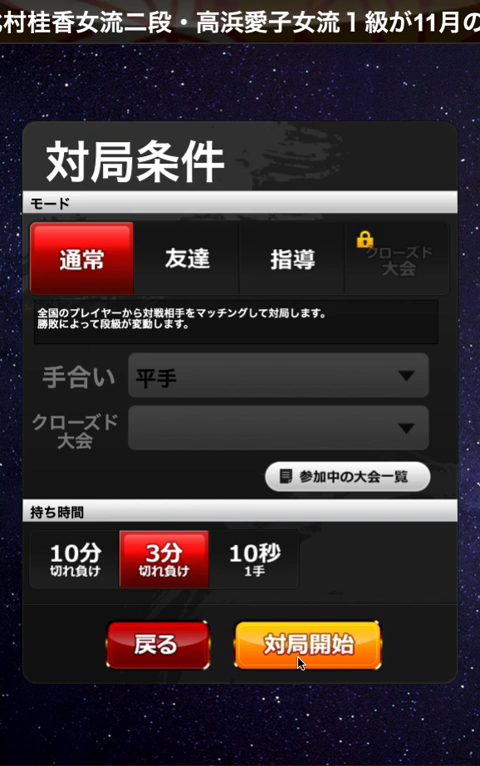 北村桂香女流二段・高浜愛子女流１級が11月の
対局条件
モード
通常
友達
指導
クローズド
大会
全国のプレイヤーから対戦相手をマッチングして対局します。
勝敗によって段級が変動します。
手合い
平手
クローズド
大会
参加中の大会一覧
持ち時間
10分
切れ負け
3分
切れ負け
10秒
1手
戻る
対局開始